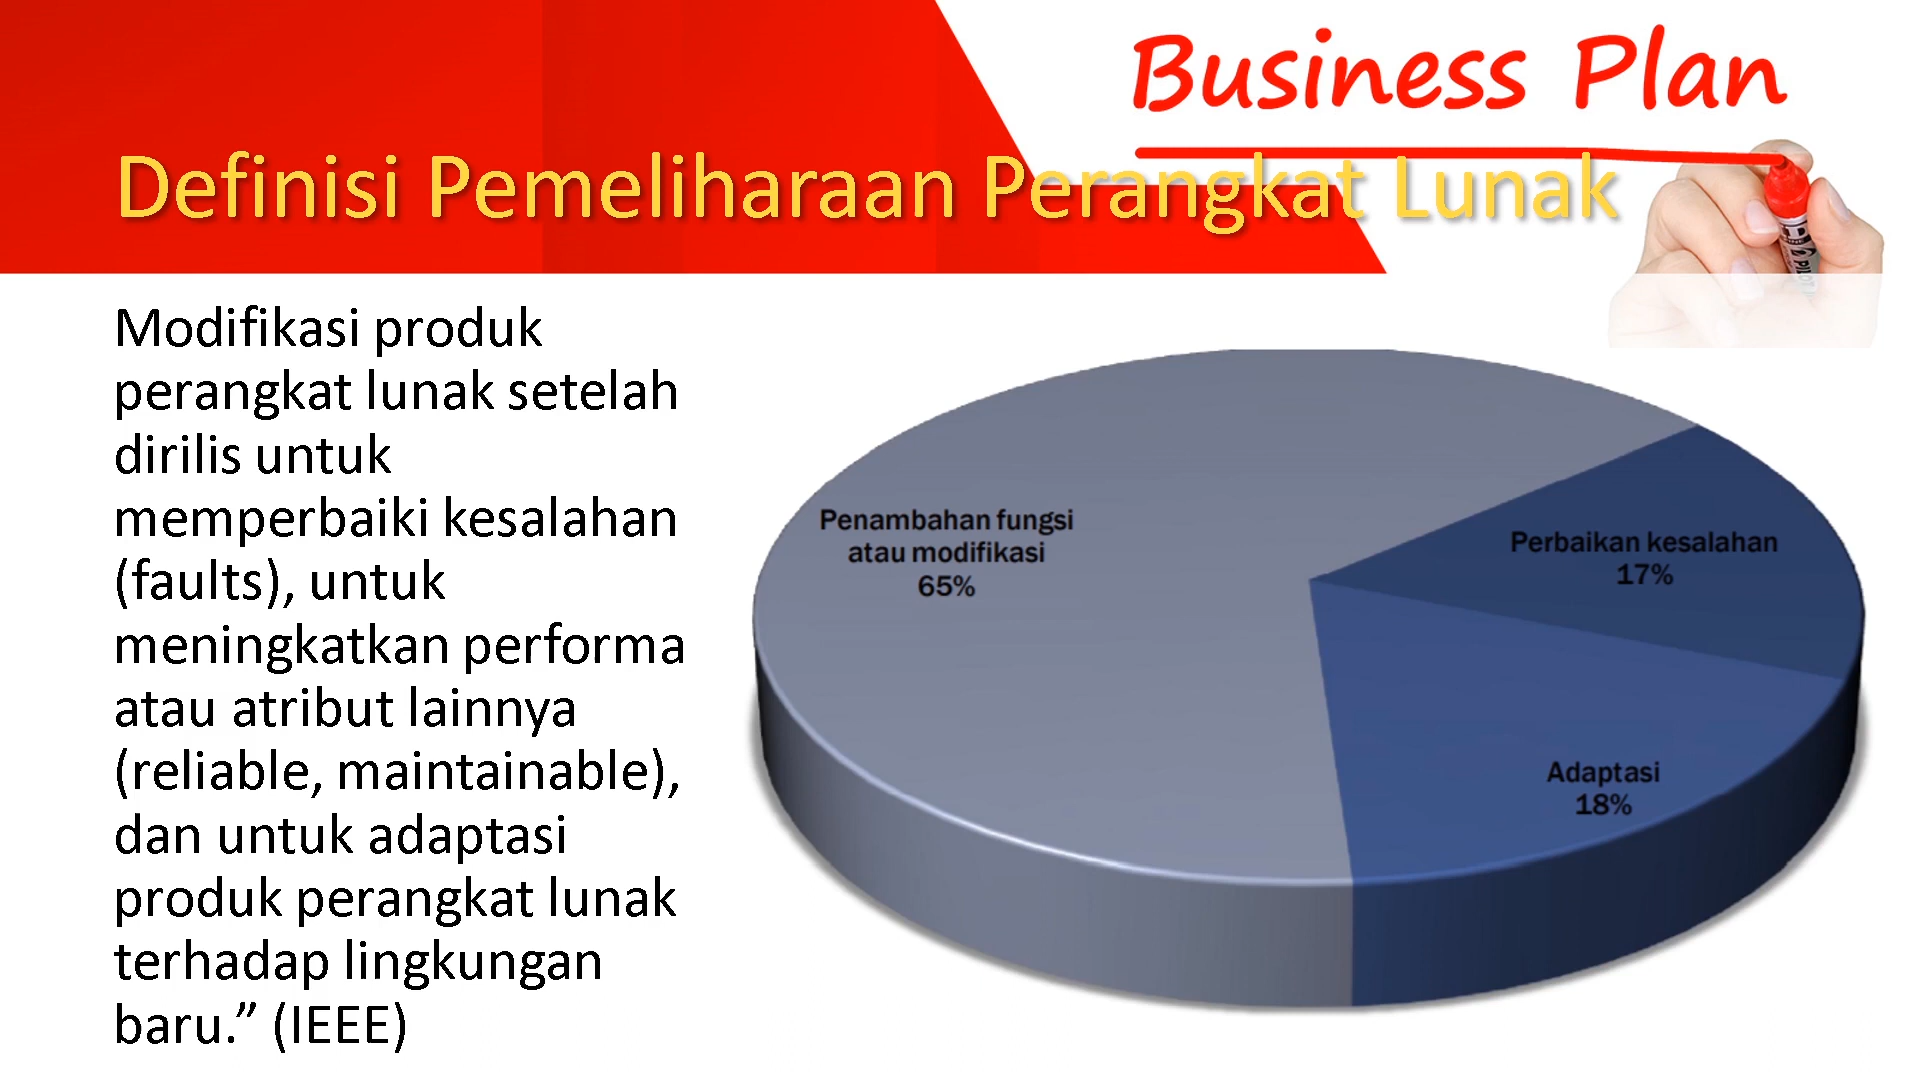 Business Plan
Definisi Pemeliharaan Perangkat Lunak
Modifikasi produk
perangkat lunak setelah
dirilis untuk
memperbaiki kesalahan
(faults), untuk
meningkatkan performa
atau atribut lainnya
(reliable, maintainable),
dan untuk adaptasi
produk perangkat lunak
terhadap lingkungan
baru.” (IEEE)
Penambahan fungsi
atau modifikasi
65%
Perbaikan kesalahan
17%
Adaptasi
18%